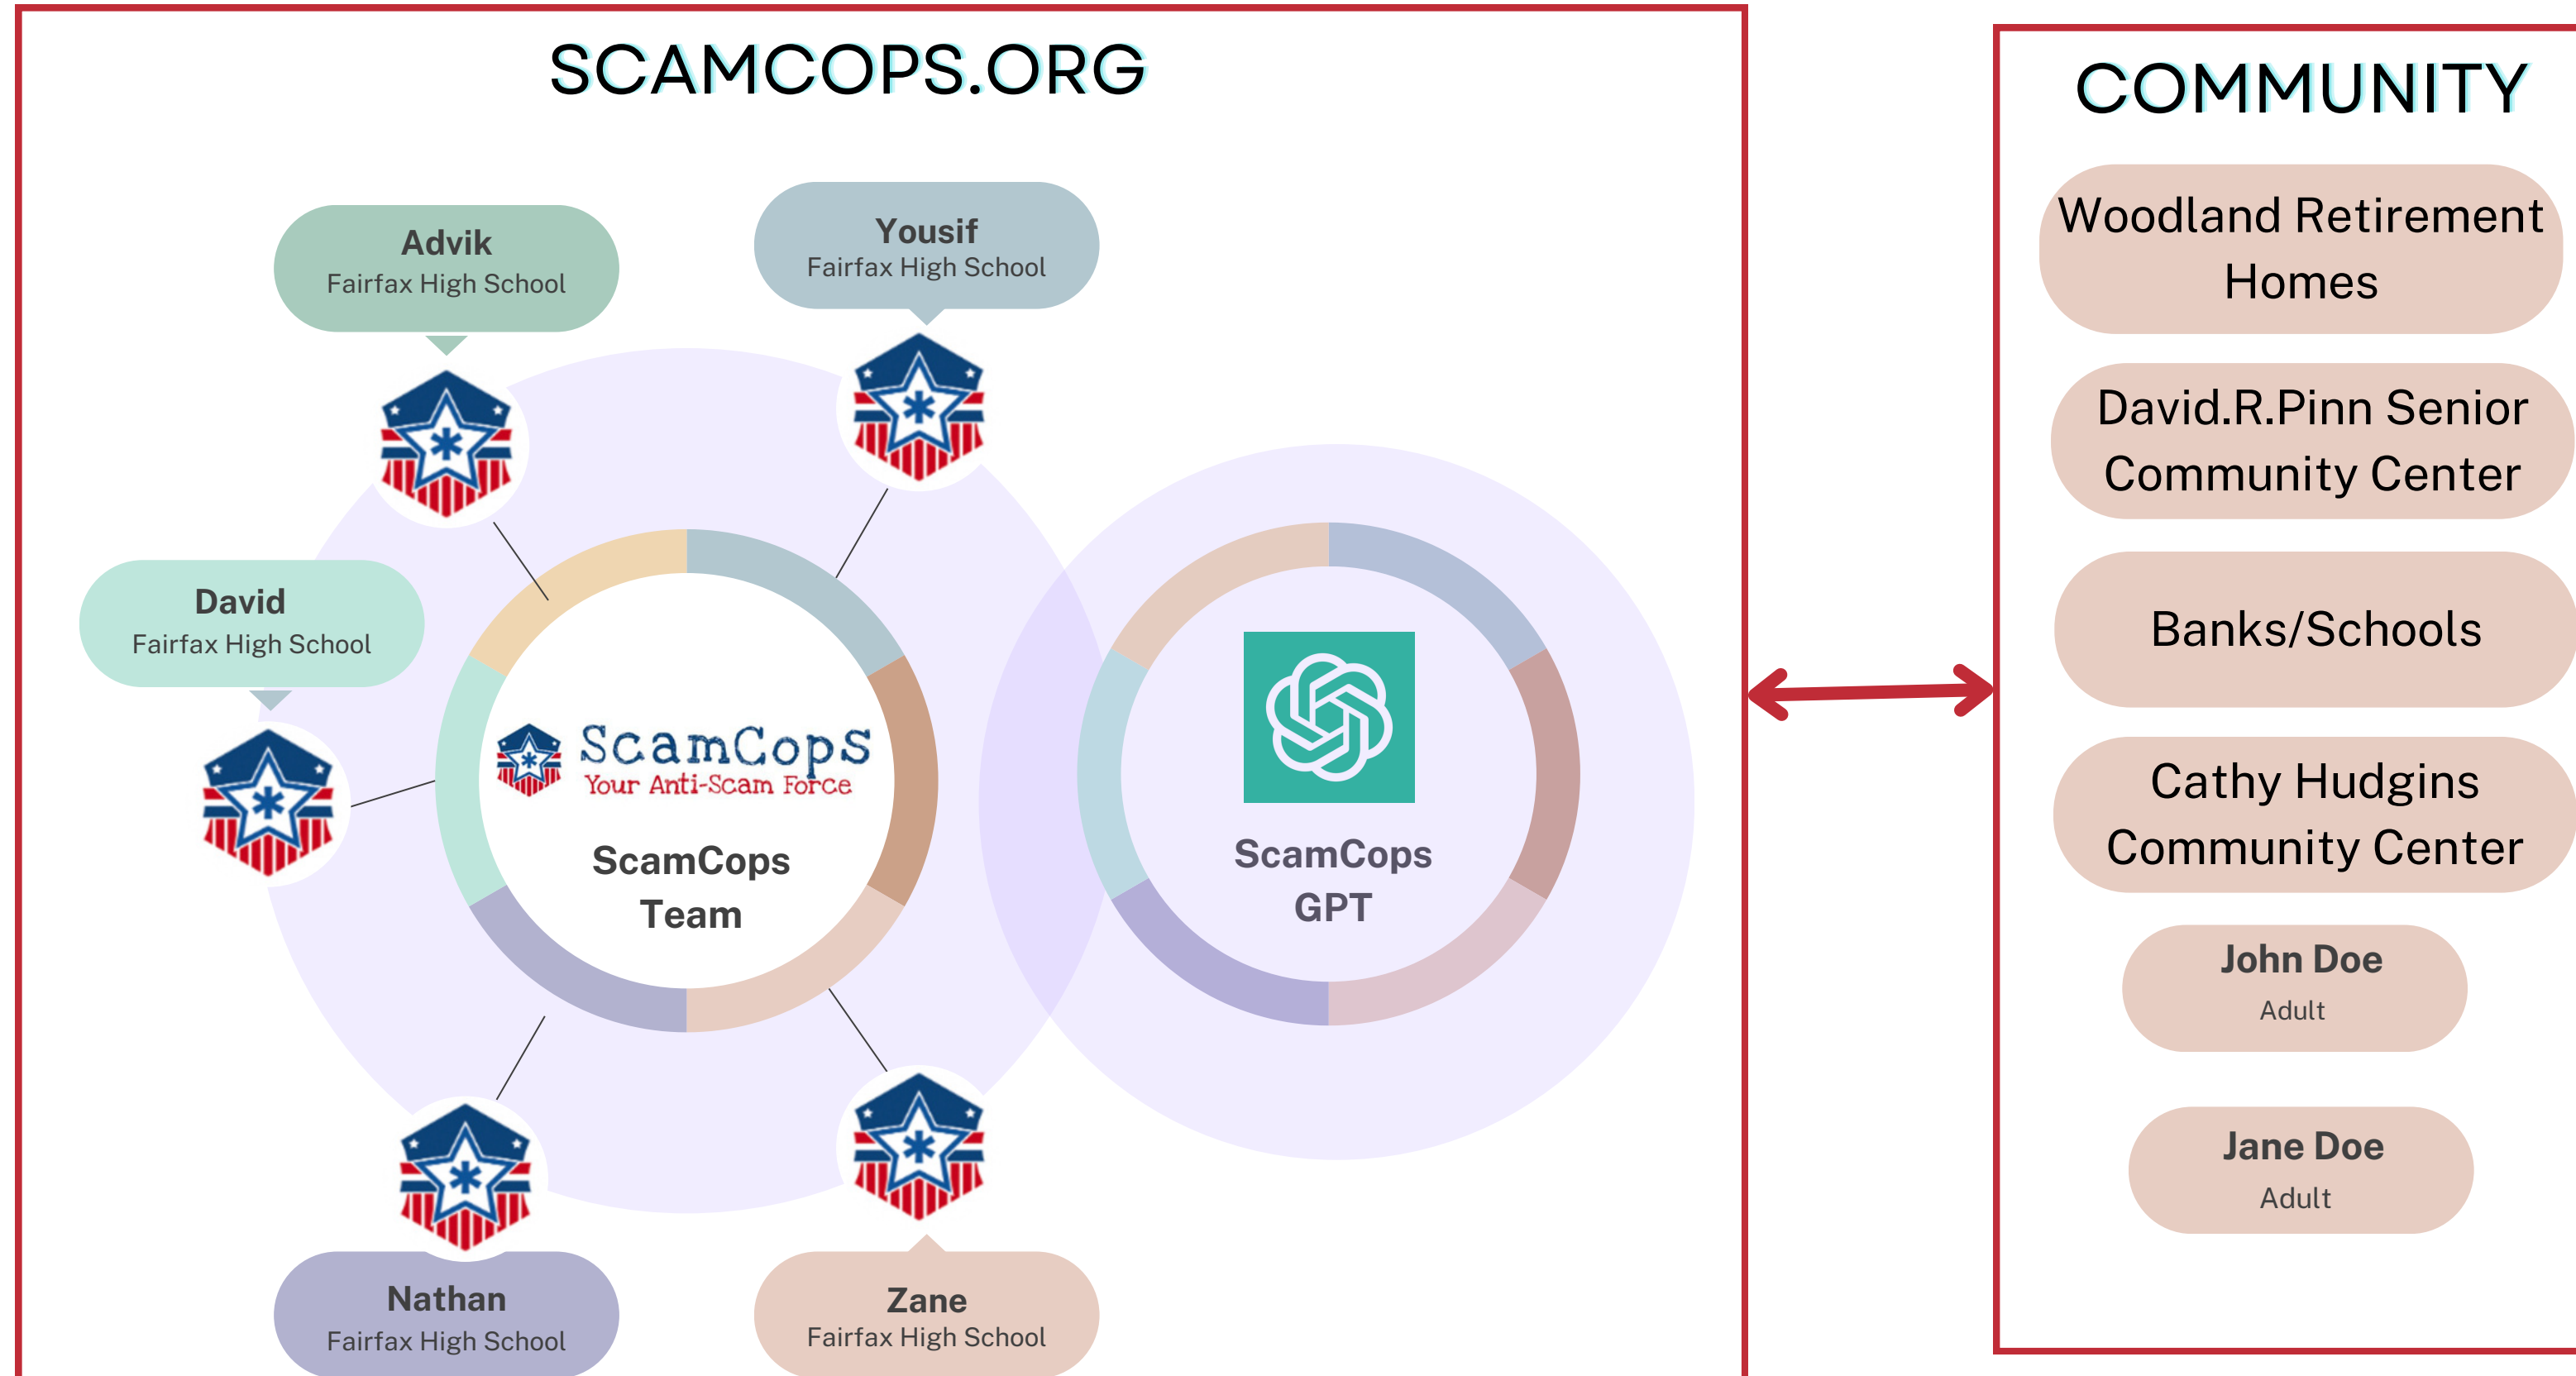 SCAMCOPS.ORG
Advik
Fairfax High School
Yousif
Fairfax High School
David
Fairfax High School
ScamCops
Your Anti-Scam Force
ScamCops
Team
ScamCops
GPT
Nathan
Fairfax High School
Zane
Fairfax High School
COMMUNITY
Woodland Retirement
Homes
David.R.Pinn Senior
Community Center
Banks/Schools
Cathy Hudgins
Community Center
John Doe
Adult
Jane Doe
Adult